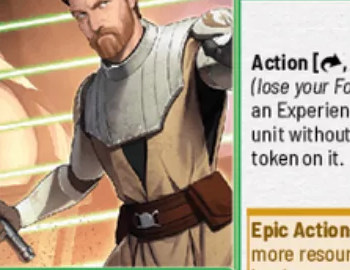 Action [
(lose your Fo
an Experien
unit without
token on it.
Epic Action
more resour